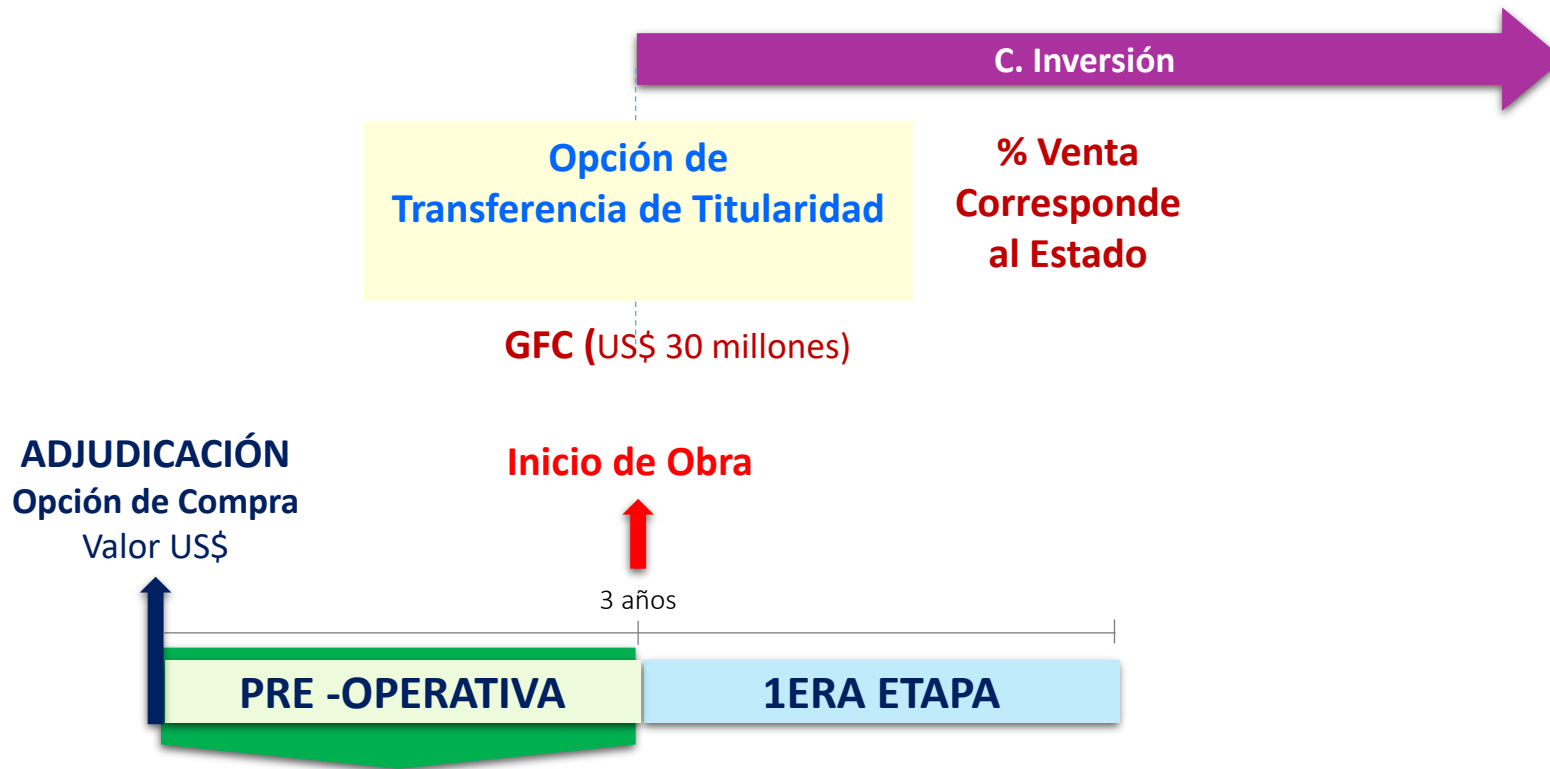 C. Inversión
Opción de
Transferencia de Titularidad
% Venta
Corresponde
al Estado
GFC (US$ 30 millones)
ADJUDICACIÓN
Opción de Compra
Valor US$
Inicio de Obra
3 años
PRE -OPERATIVA
1ERA ETAPA